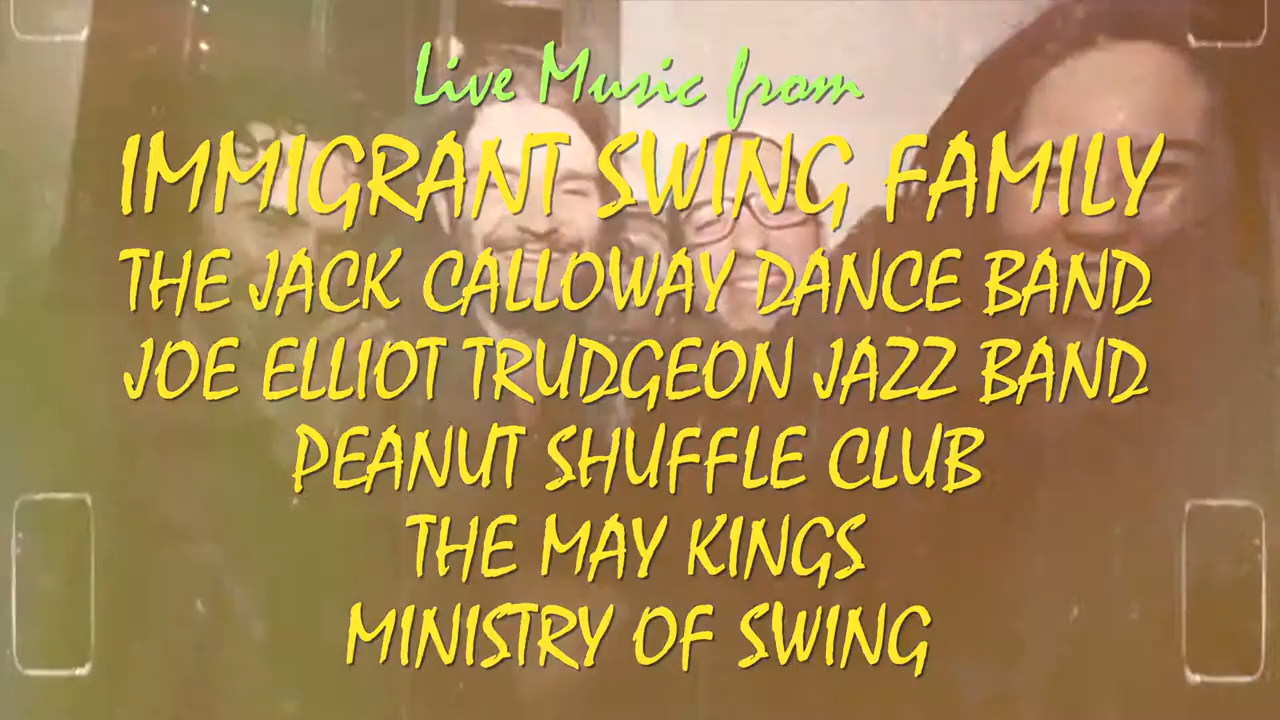 Live Music from
IMMIGRANT SWING FAMILY
THE JACK CALLOWAY DANCE BAND
JOE ELLIOT TRUDGEON JAZZ BAND
PEANUT SHUFFLE CLUB
THE MAY KINGS
MINISTRY OF SWING